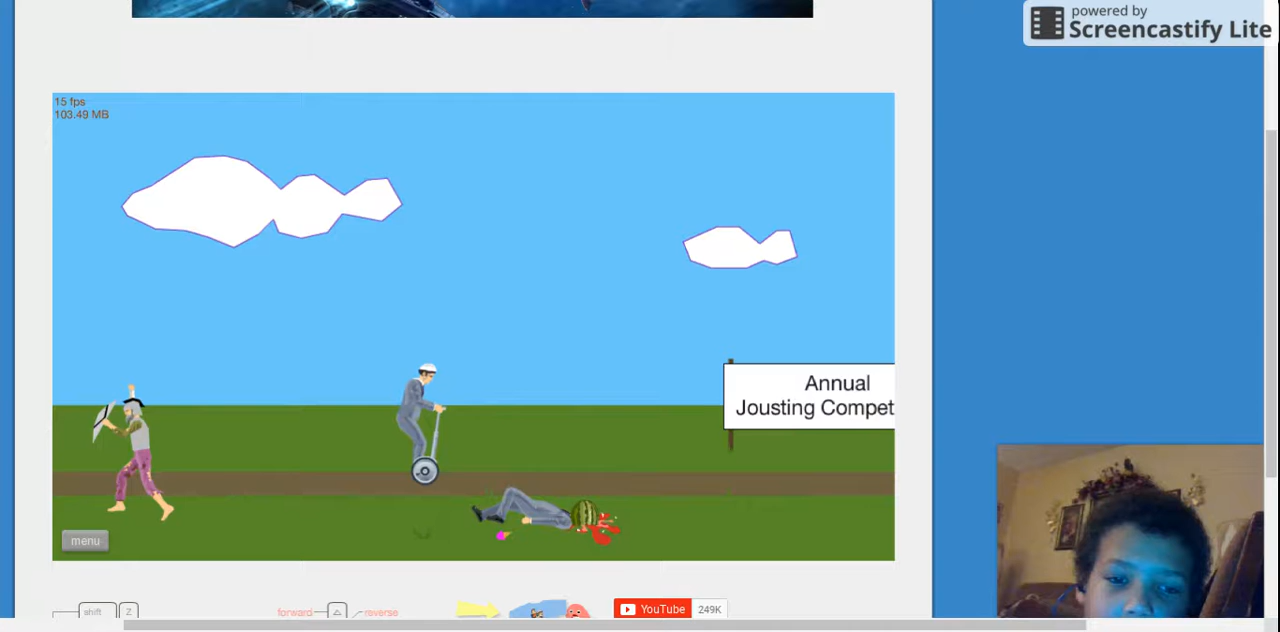 powered by
Screencastify Lite
15 fps
103.49 MB
Annual
Jousting Compet
menu
shift
Z
forward
reverse
YouTube
249K